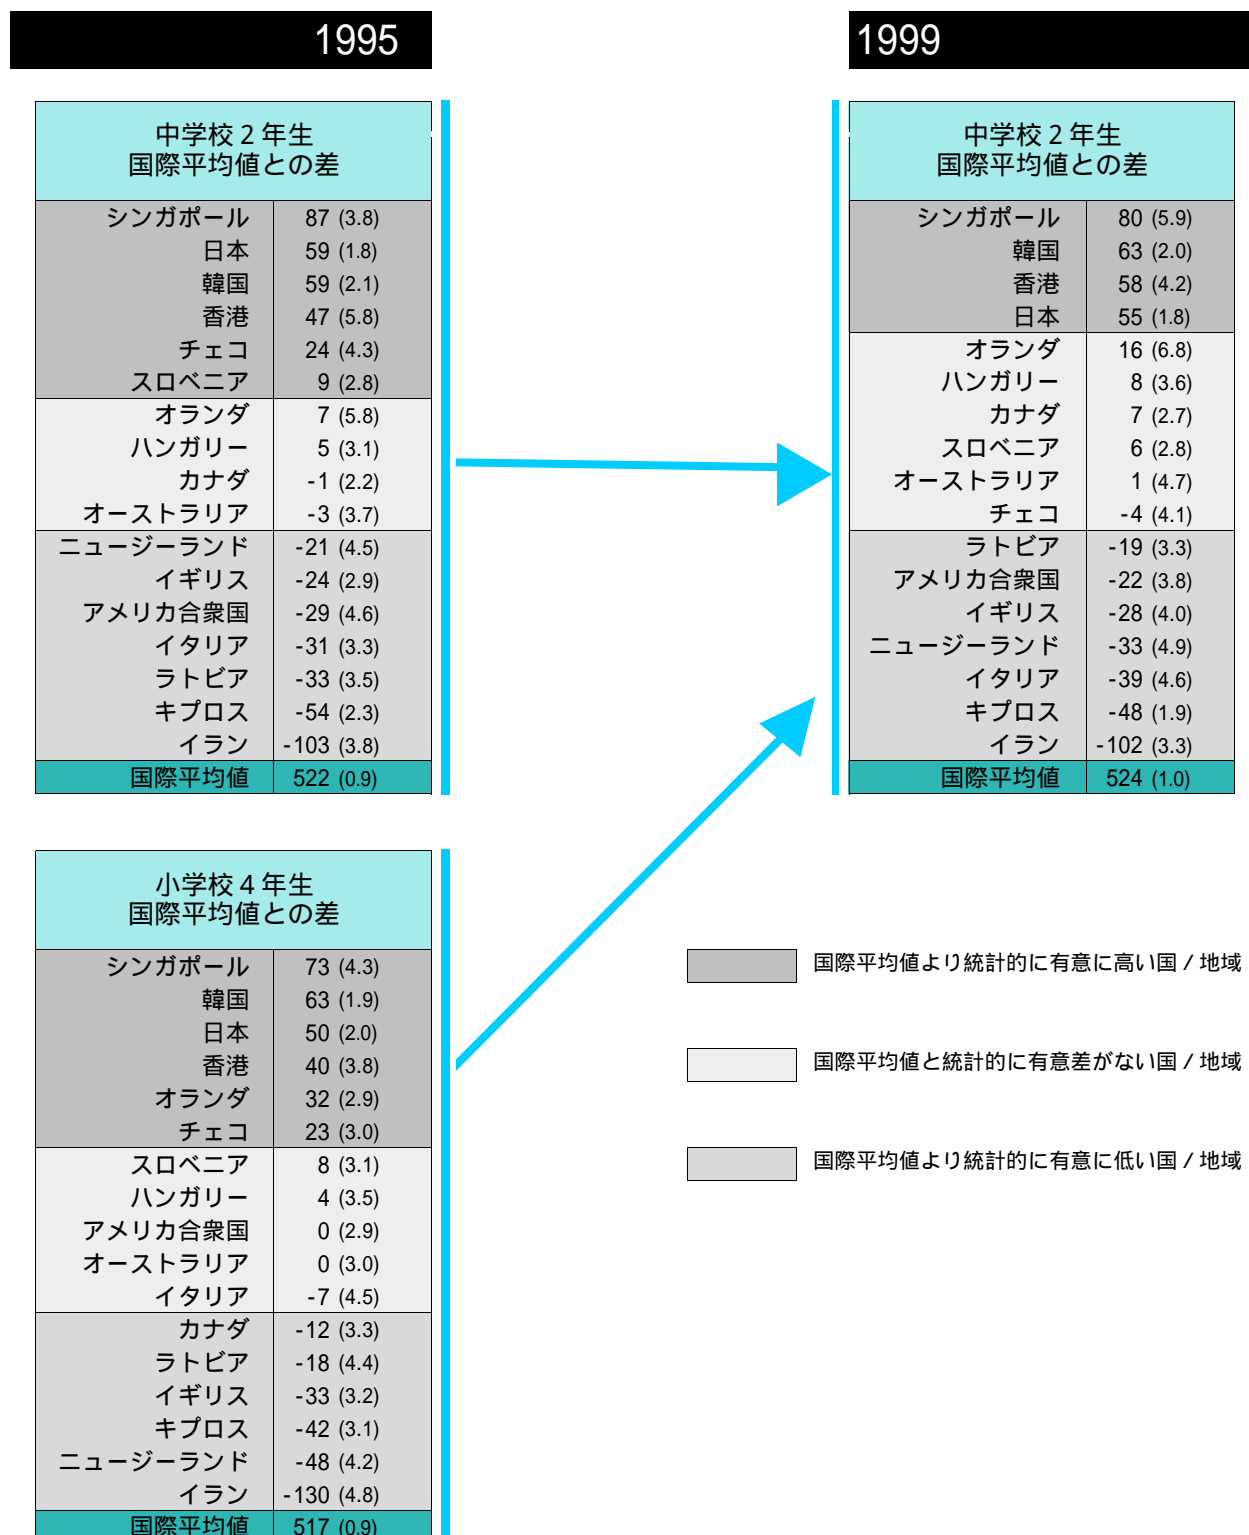 1995
1999
中学校２年生
国際平均値との差
シンガポール 87 (3.8)
日本 59 (1.8)
韓国 59 (2.1)
香港 47 (5.8)
チェコ 24 (4.3)
スロベニア 9 (2.8)
オランダ 7 (5.8)
ハンガリー 5 (3.1)
カナダ -1 (2.2)
オーストラリア -3 (3.7)
ニュージーランド -21 (4.5)
イギリス -24 (2.9)
アメリカ合衆国 -29 (4.6)
イタリア -31 (3.3)
ラトビア -33 (3.5)
キプロス -54 (2.3)
イラン -103 (3.8)
国際平均値 522 (0.9)
中学校２年生
国際平均値との差
シンガポール 80 (5.9)
韓国 63 (2.0)
香港 58 (4.2)
日本 55 (1.8)
オランダ 16 (6.8)
ハンガリー 8 (3.6)
カナダ 7 (2.7)
スロベニア 6 (2.8)
オーストラリア 1 (4.7)
チェコ -4 (4.1)
ラトビア -19 (3.3)
アメリカ合衆国 -22 (3.8)
イギリス -28 (4.0)
ニュージーランド -33 (4.9)
イタリア -39 (4.6)
キプロス -48 (1.9)
イラン -102 (3.3)
国際平均値 524 (1.0)
小学校４年生
国際平均値との差
シンガポール 73 (4.3)
韓国 63 (1.9)
日本 50 (2.0)
香港 40 (3.8)
オランダ 32 (2.9)
チェコ 23 (3.0)
スロベニア 8 (3.1)
ハンガリー 4 (3.5)
アメリカ合衆国 0 (2.9)
オーストラリア 0 (3.0)
イタリア -7 (4.5)
カナダ -12 (3.3)
ラトビア -18 (4.4)
イギリス -33 (3.2)
キプロス -42 (3.1)
ニュージーランド -48 (4.2)
イラン -130 (4.8)
国際平均値 517 (0.9)
国際平均値より統計的に有意に高い国 / 地域
国際平均値と統計的に有意差がない国 / 地域
国際平均値より統計的に有意に低い国 / 地域